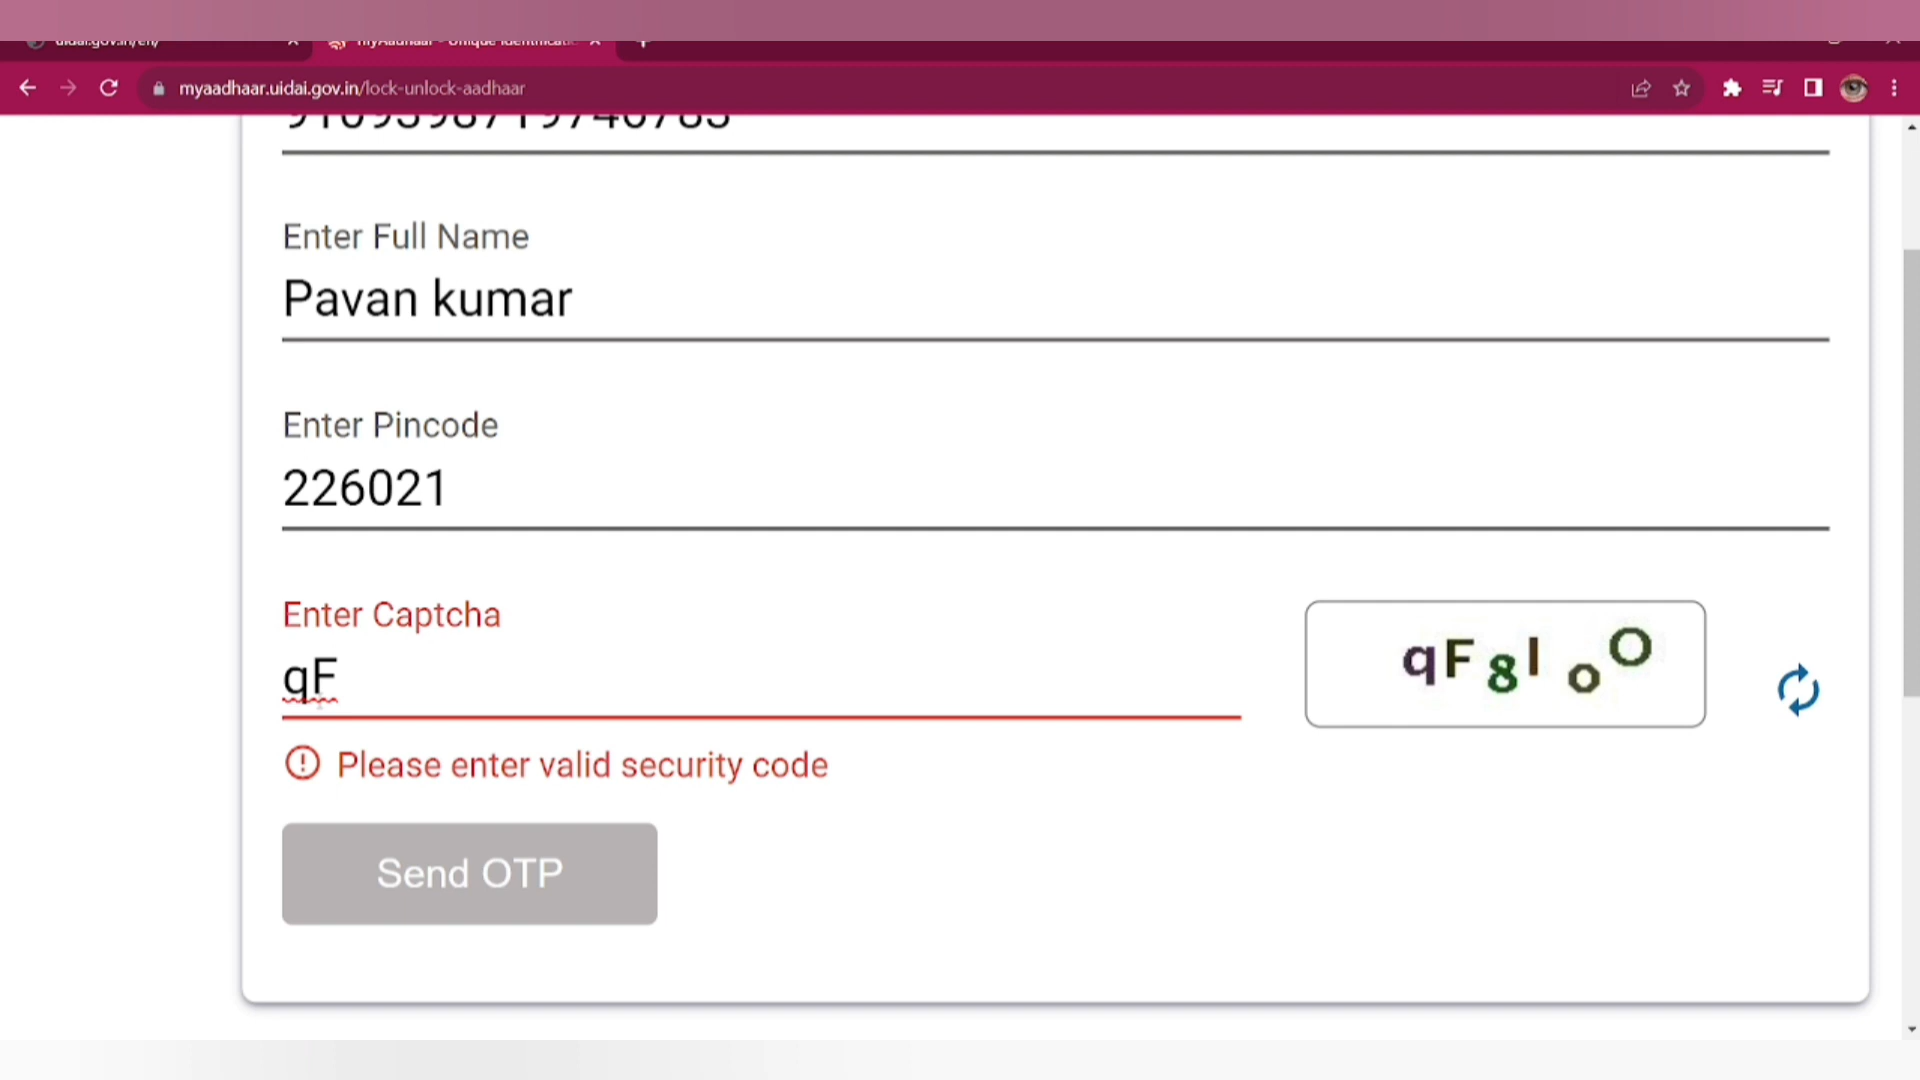 myaadhaar.uidai.gov.in/lock-unlock-aadhaar
Enter Full Name
Pavan kumar
Enter Pincode
226021
Enter Captcha
qF
qF8l oO
Please enter valid security code
Send OTP